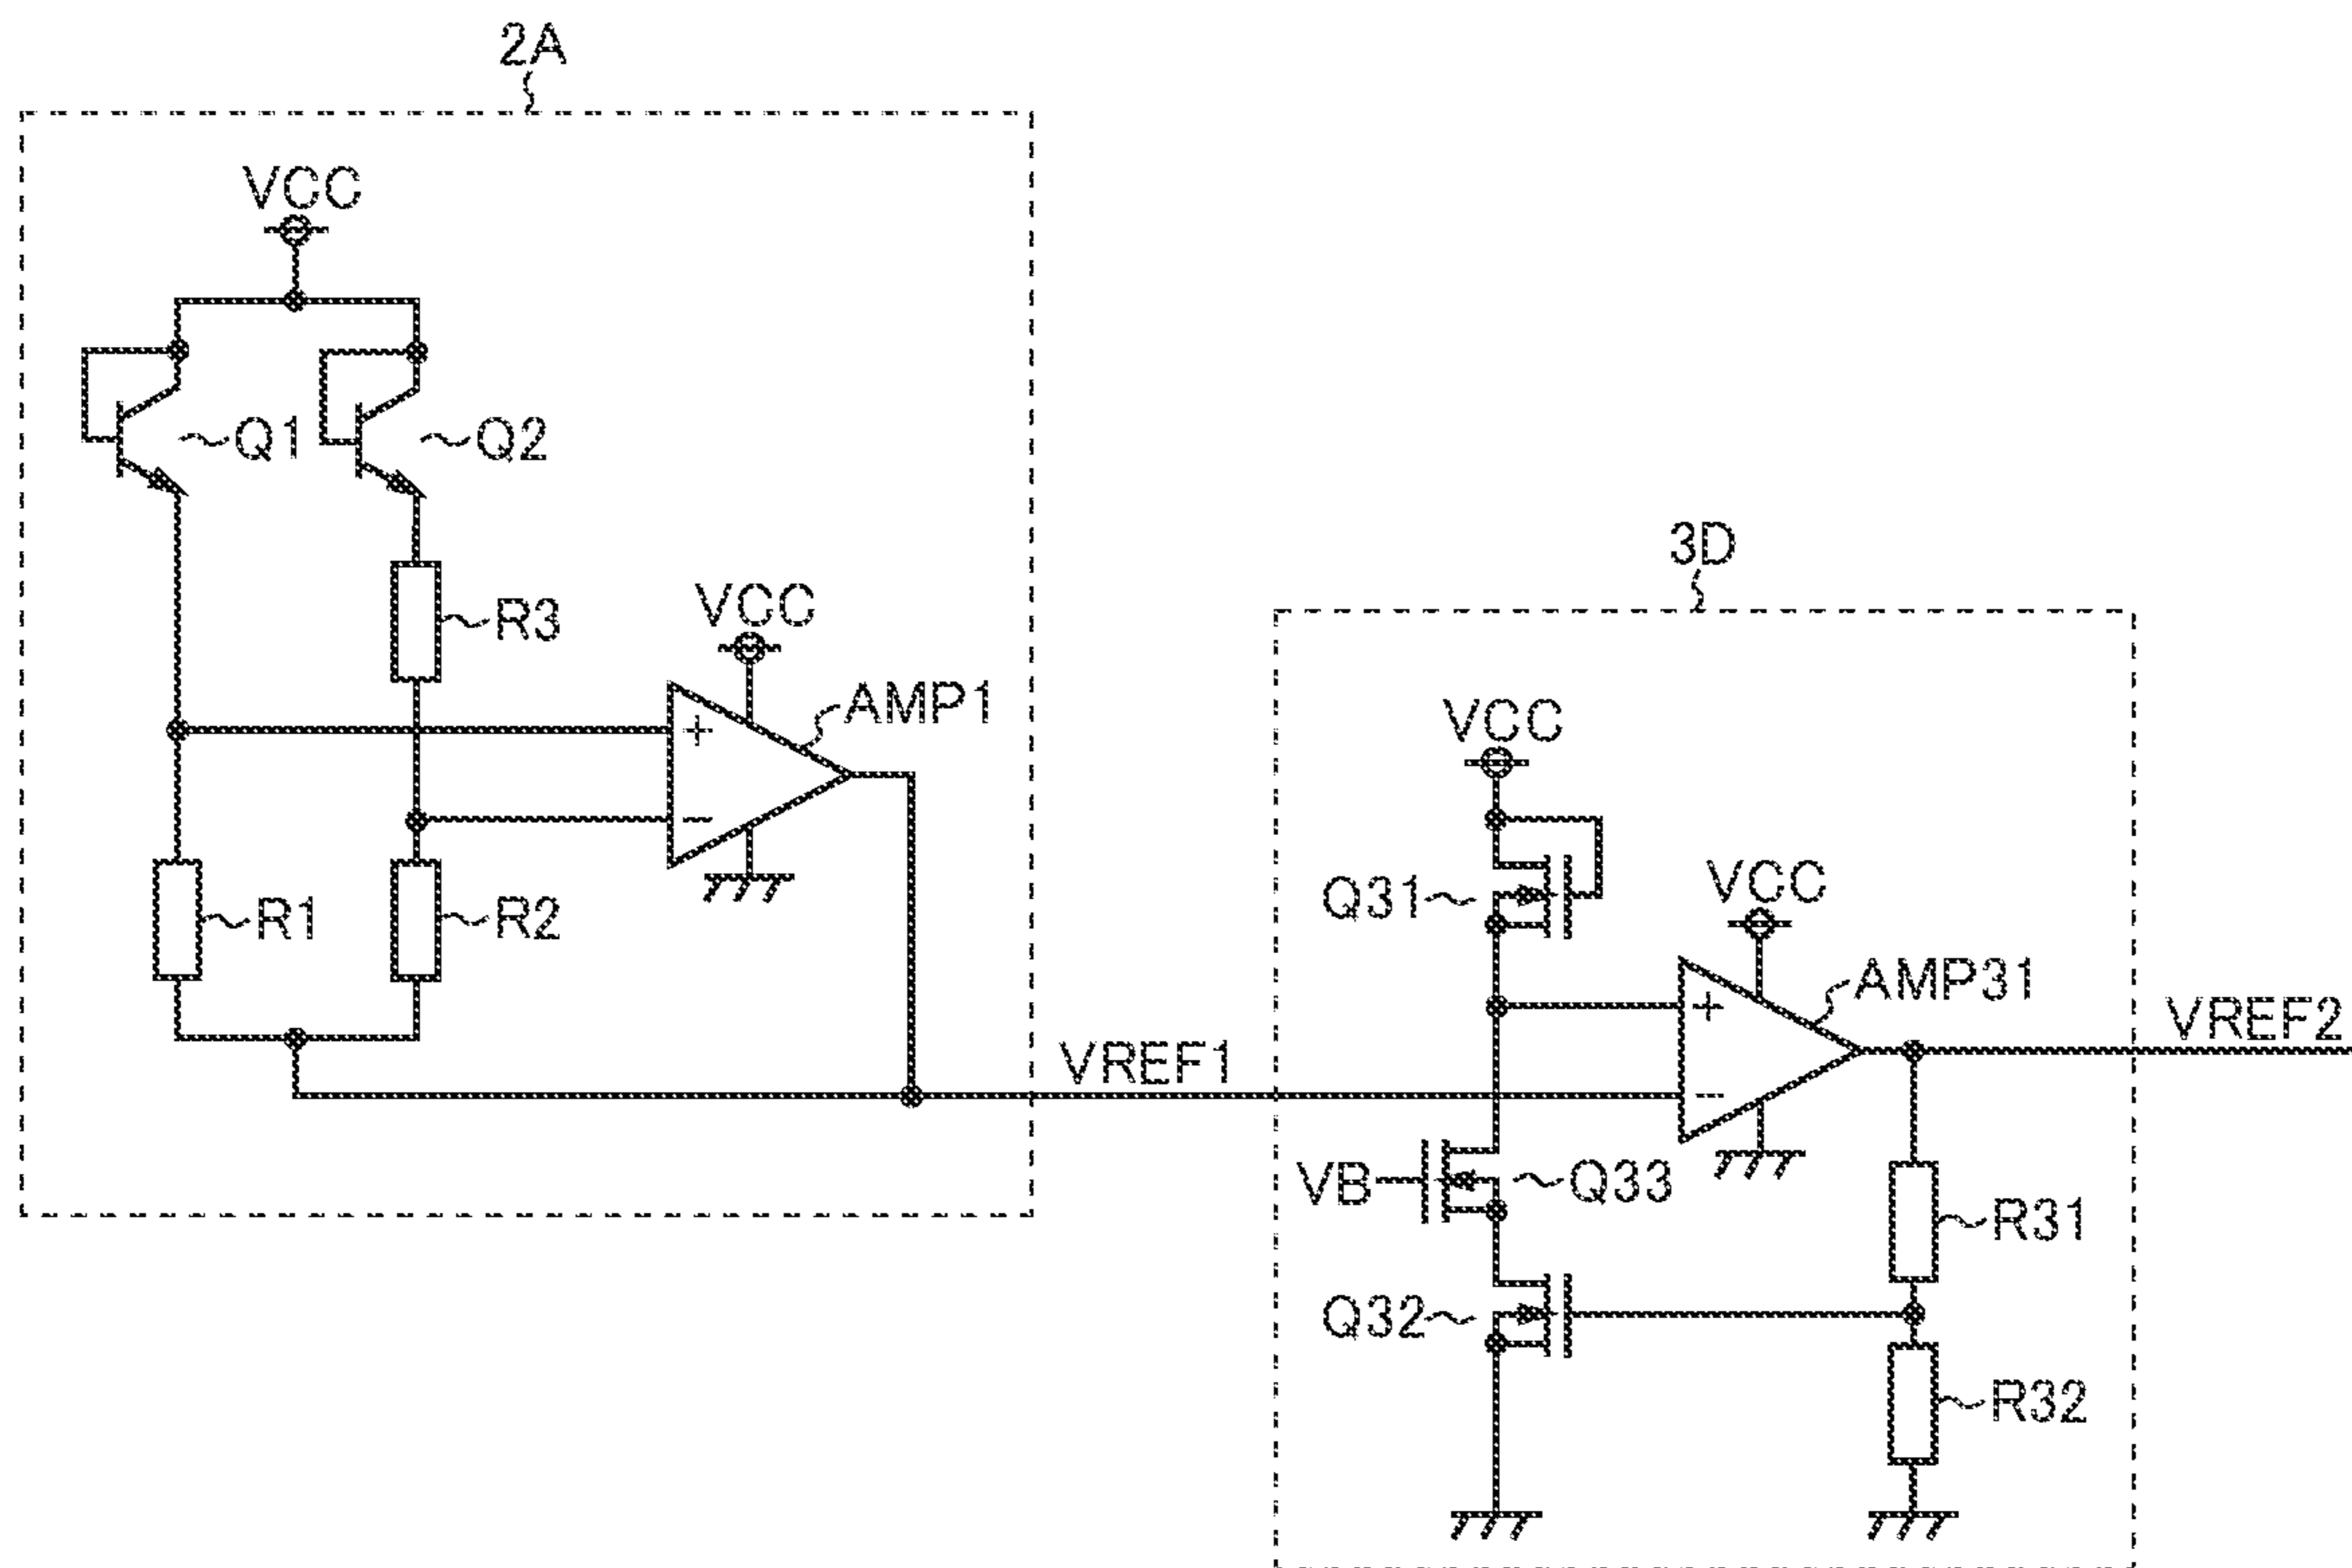 2A
VCC
Q1
Q2
R3
VCC
AMP1
+
−
R1
R2
VREF1
3D
VCC
Q31
VCC
AMP31
+
−
VREF2
VB
Q33
R31
Q32
R32